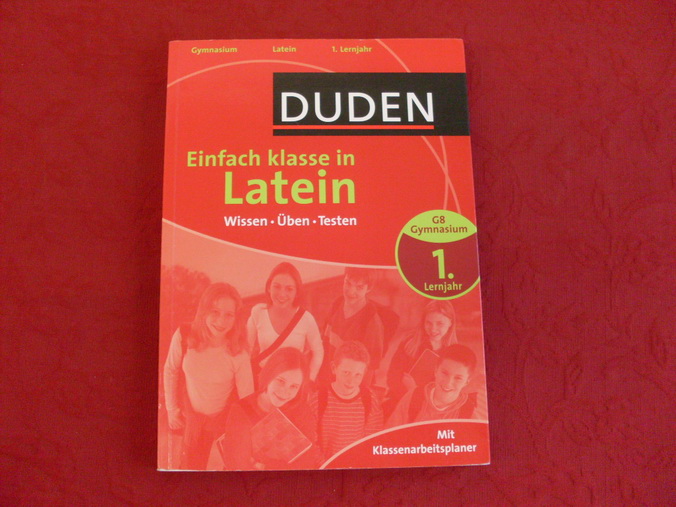 Gymnasium Latein 1. Lernjahr
DUDEN
Einfach klasse in
Latein
Wissen • Üben • Testen
G8
Gymnasium
1.
Lernjahr
Mit
Klassenarbeitsplaner